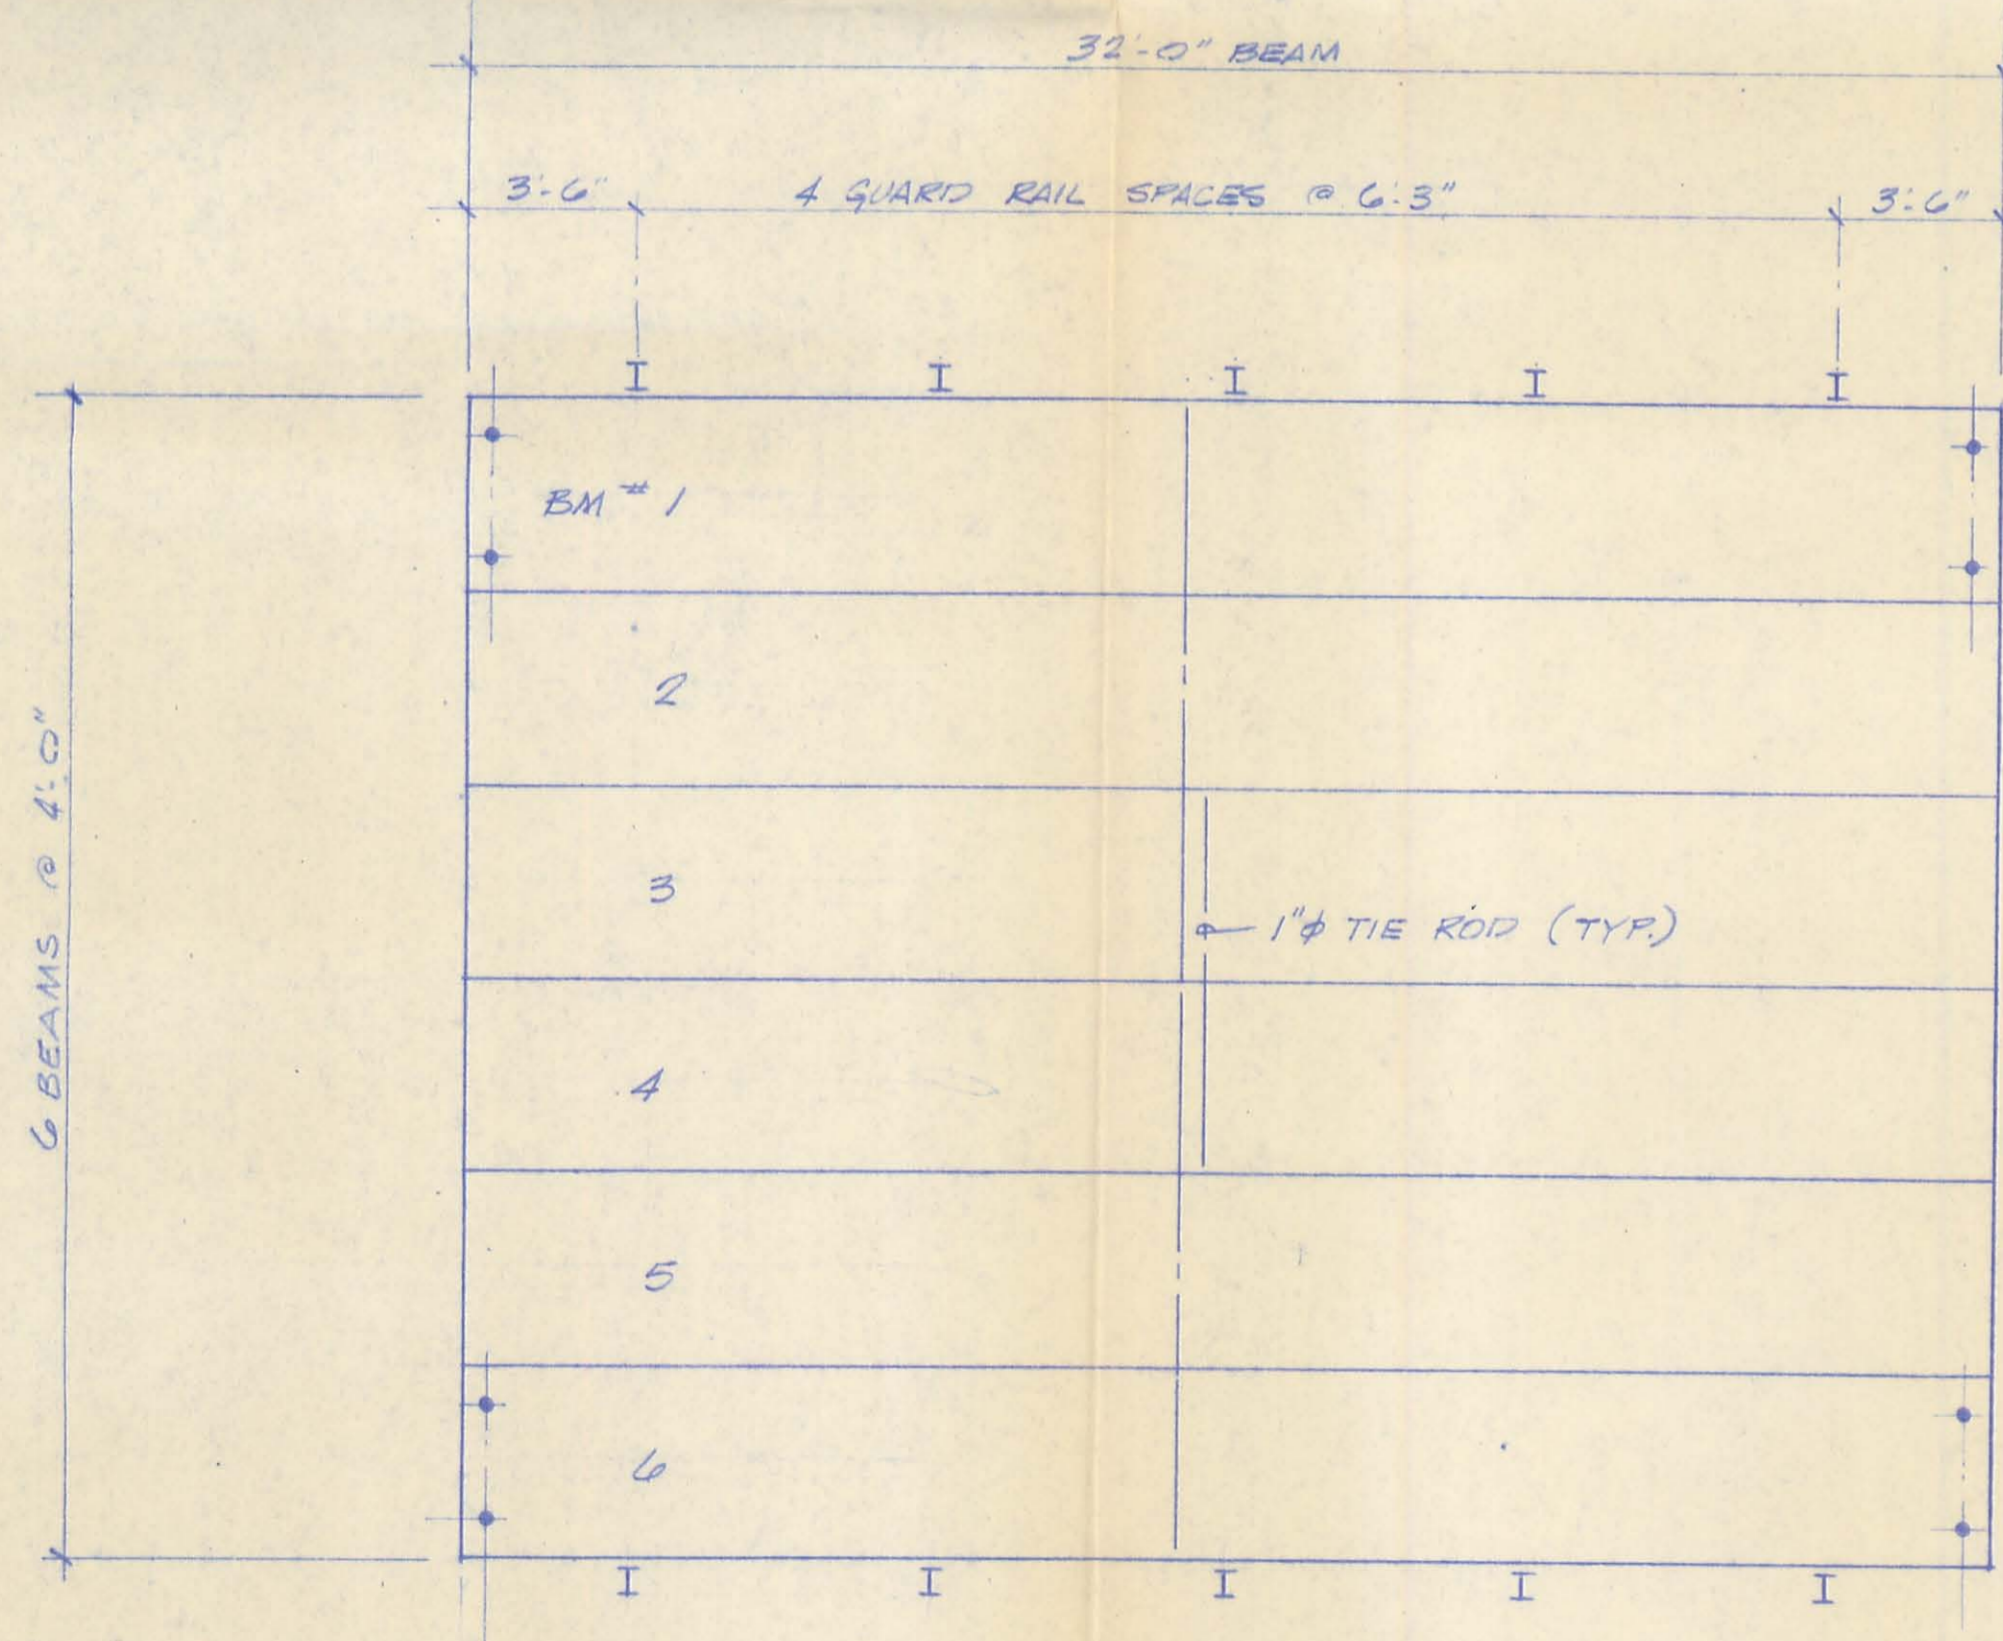 32'-0" BEAM
3'-6" 4 GUARD RAIL SPACES @ 6'-3" 3'-6"
I I I I I
BM # 1
2
6 BEAMS @ 4'-0"
3
1"φ TIE ROD (TYP.)
4
5
6
I I I I I